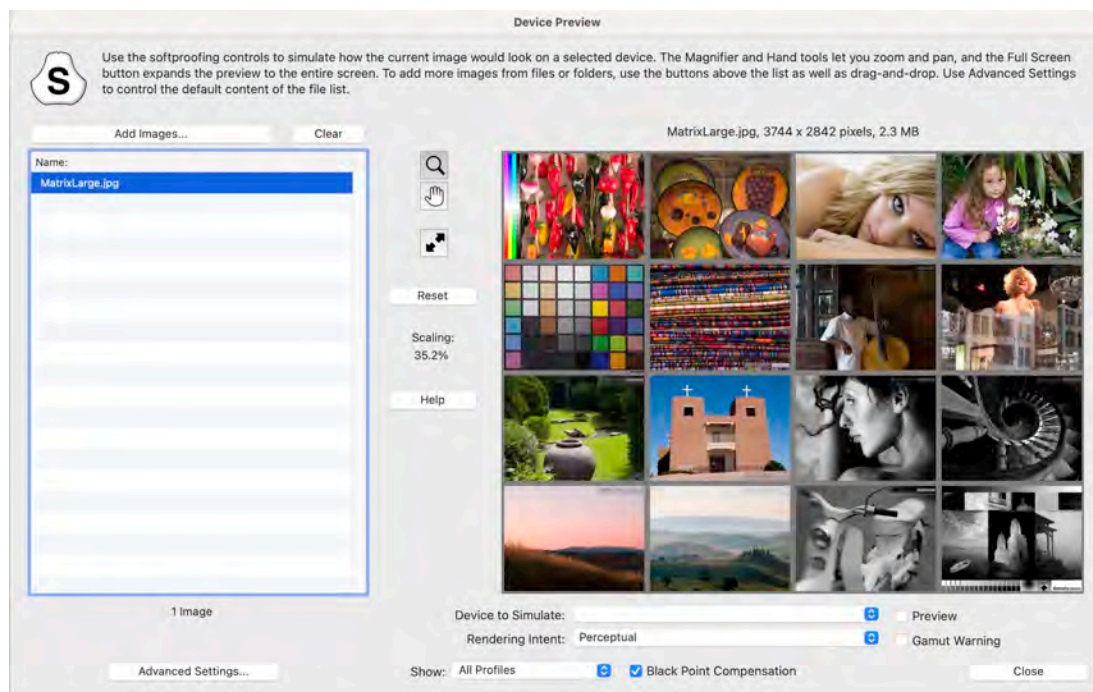 Device Preview
S
Use the softproofing controls to simulate how the current image would look on a selected device. The Magnifier and Hand tools let you zoom and pan, and the Full Screen
button expands the preview to the entire screen. To add more images from files or folders, use the buttons above the list as well as drag-and-drop. Use Advanced Settings
to control the default content of the file list.
Add Images... Clear
MatrixLarge.jpg, 3744 x 2842 pixels, 2.3 MB
Name:
MatrixLarge.jpg
Reset
Scaling:
35.2%
Help
1 Image
Device to Simulate: Preview
Rendering Intent: Perceptual Gamut Warning
Advanced Settings... Show: All Profiles Black Point Compensation Close